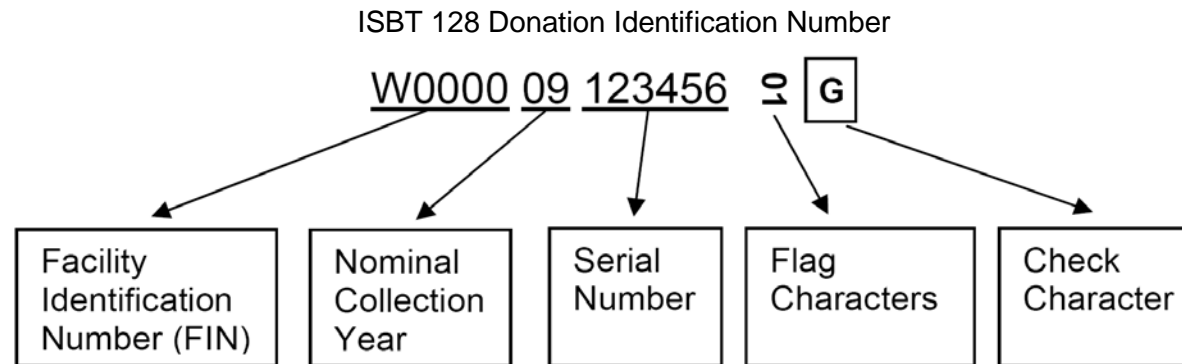 ISBT 128 Donation Identification Number
W0000 09 123456 01 G
Facility
Identification
Number (FIN)
Nominal
Collection
Year
Serial
Number
Flag
Characters
Check
Character